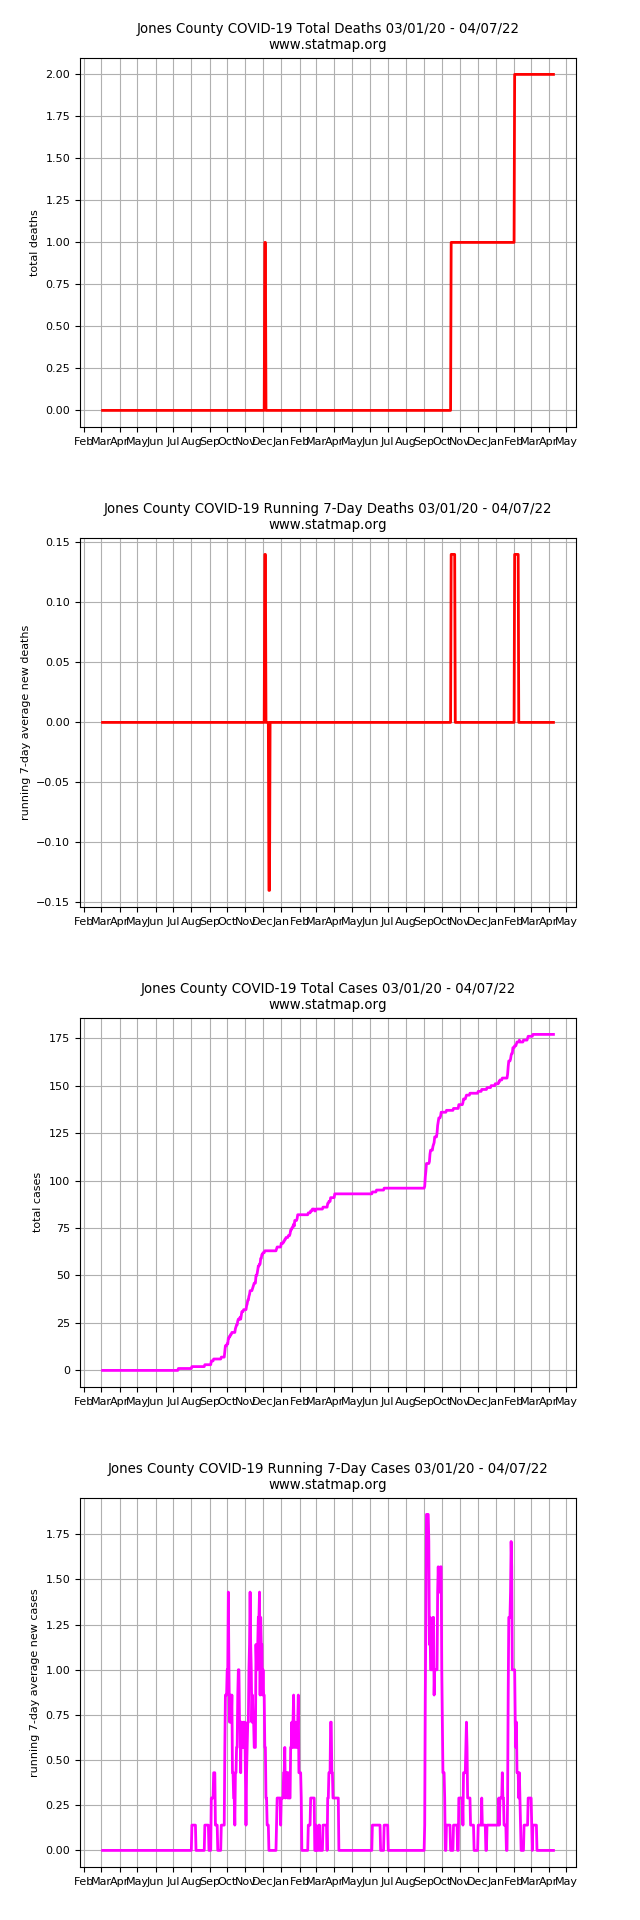 Jones County COVID-19 Total Deaths 03/01/20 - 04/07/22
www.statmap.org
2.00
1.75
1.50
1.25
1.00
0.75
0.50
0.25
0.00
total deaths
Feb Mar Apr May Jun Jul Aug Sep Oct Nov Dec Jan Feb Mar Apr May Jun Jul Aug Sep Oct Nov Dec Jan Feb Mar Apr May
Jones County COVID-19 Running 7-Day Deaths 03/01/20 - 04/07/22
www.statmap.org
0.15
0.10
0.05
0.00
−0.05
−0.10
−0.15
running 7-day average new deaths
Feb Mar Apr May Jun Jul Aug Sep Oct Nov Dec Jan Feb Mar Apr May Jun Jul Aug Sep Oct Nov Dec Jan Feb Mar Apr May
Jones County COVID-19 Total Cases 03/01/20 - 04/07/22
www.statmap.org
175
150
125
100
75
50
25
0
total cases
Feb Mar Apr May Jun Jul Aug Sep Oct Nov Dec Jan Feb Mar Apr May Jun Jul Aug Sep Oct Nov Dec Jan Feb Mar Apr May
Jones County COVID-19 Running 7-Day Cases 03/01/20 - 04/07/22
www.statmap.org
1.75
1.50
1.25
1.00
0.75
0.50
0.25
0.00
running 7-day average new cases
Feb Mar Apr May Jun Jul Aug Sep Oct Nov Dec Jan Feb Mar Apr May Jun Jul Aug Sep Oct Nov Dec Jan Feb Mar Apr May